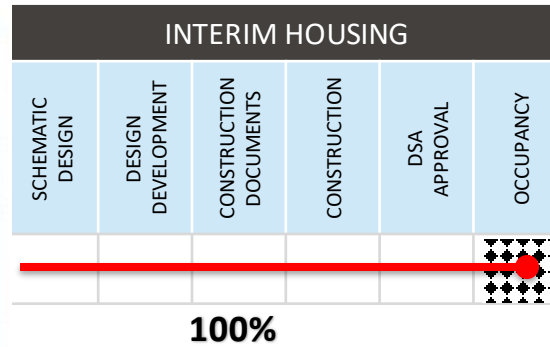 INTERIM HOUSING
SCHEMATIC
DESIGN
DESIGN
DEVELOPMENT
CONSTRUCTION
DOCUMENTS
CONSTRUCTION
DSA
APPROVAL
OCCUPANCY
100%